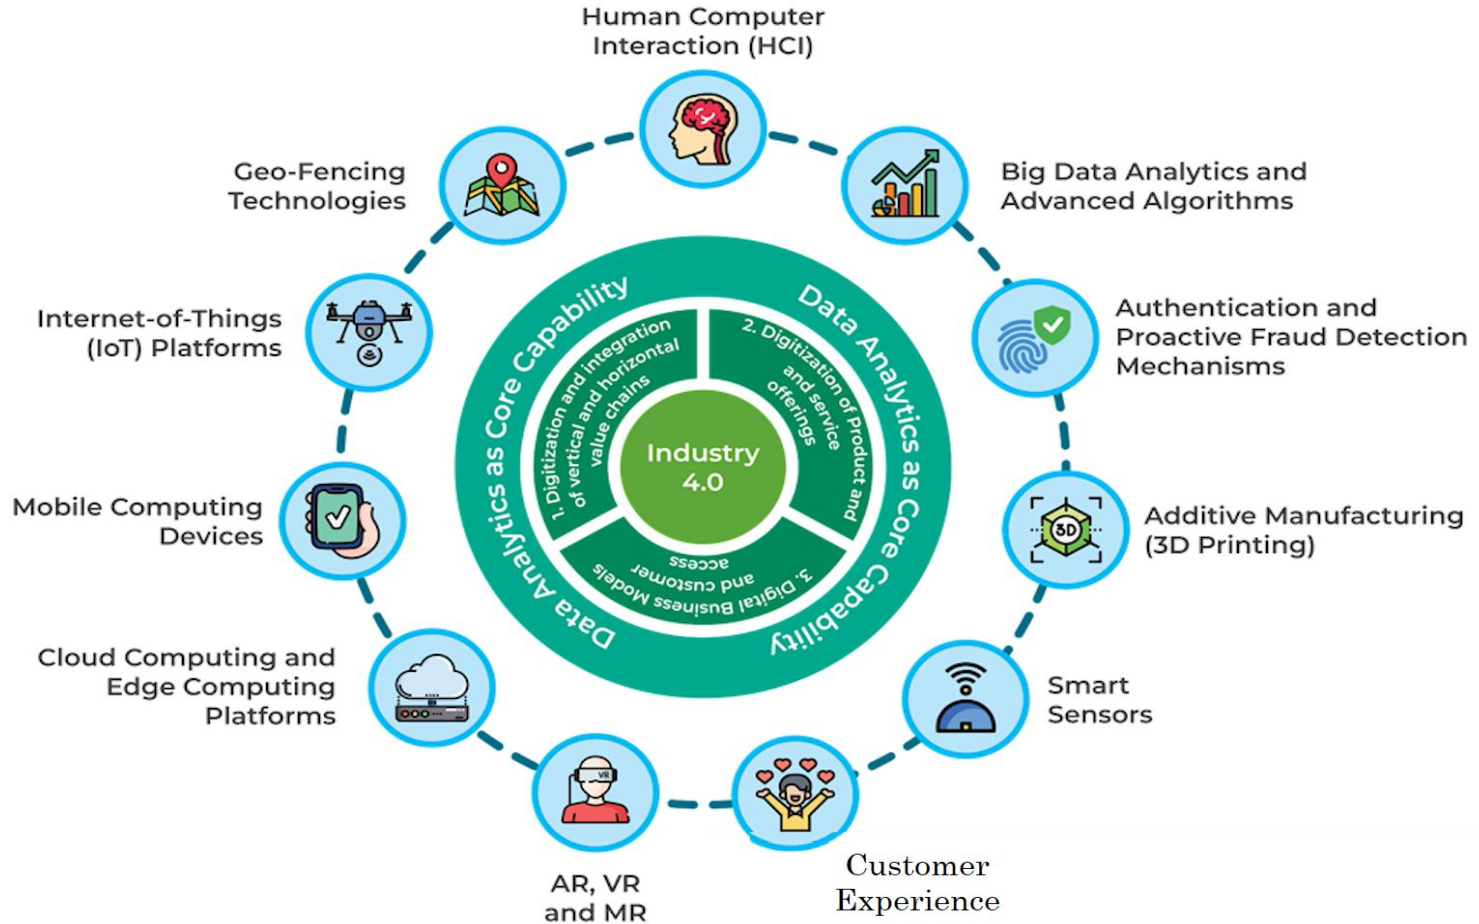 Human Computer
Interaction (HCI)
Geo-Fencing
Technologies
Big Data Analytics and
Advanced Algorithms
Internet-of-Things
(IoT) Platforms
Authentication and
Proactive Fraud Detection
Mechanisms
Data Analytics as Core Capability
Data Analytics as Core Capability
1. Digitization and integration
of vertical and horizontal
value chains
2. Digitization of Product and
and service
offerings
Industry
4.0
3. Digital Business Models
and customer
access
Mobile Computing
Devices
3D
Additive Manufacturing
(3D Printing)
Cloud Computing and
Edge Computing
Platforms
Smart
Sensors
VR
AR, VR
and MR
Customer
Experience